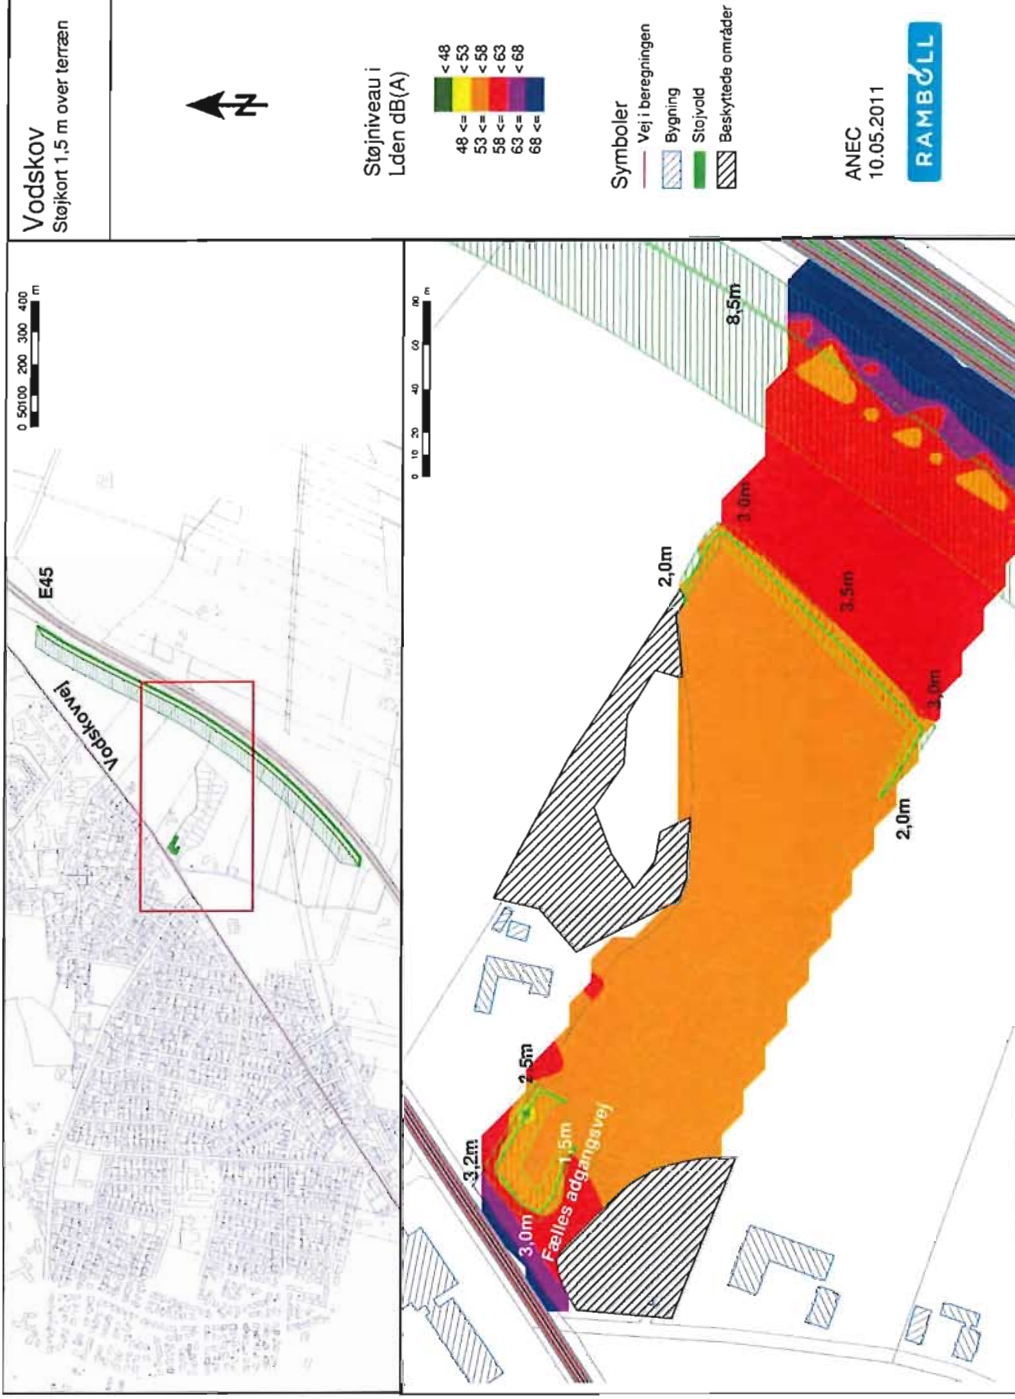 Vodskov
Støjkort 1,5 m over terræn
N
Støjniveau i
Lden dB(A)
< 48
48 <= < 53
53 <= < 58
58 <= < 63
63 <= < 68
68 <=
Symboler
Vej i beregningen
Bygning
Støjvold
Beskyttede områder
ANEC
10.05.2011
RAMBØLL
0 50100 200 300 400 m
E45
Vodskovvej
0 10 20 40 60 80 m
8,5m
2,0m
3.0m
3.5m
3,0m
2,0m
2,5m
3,2m
1,5m
3,0m
Fælles adgangsvej